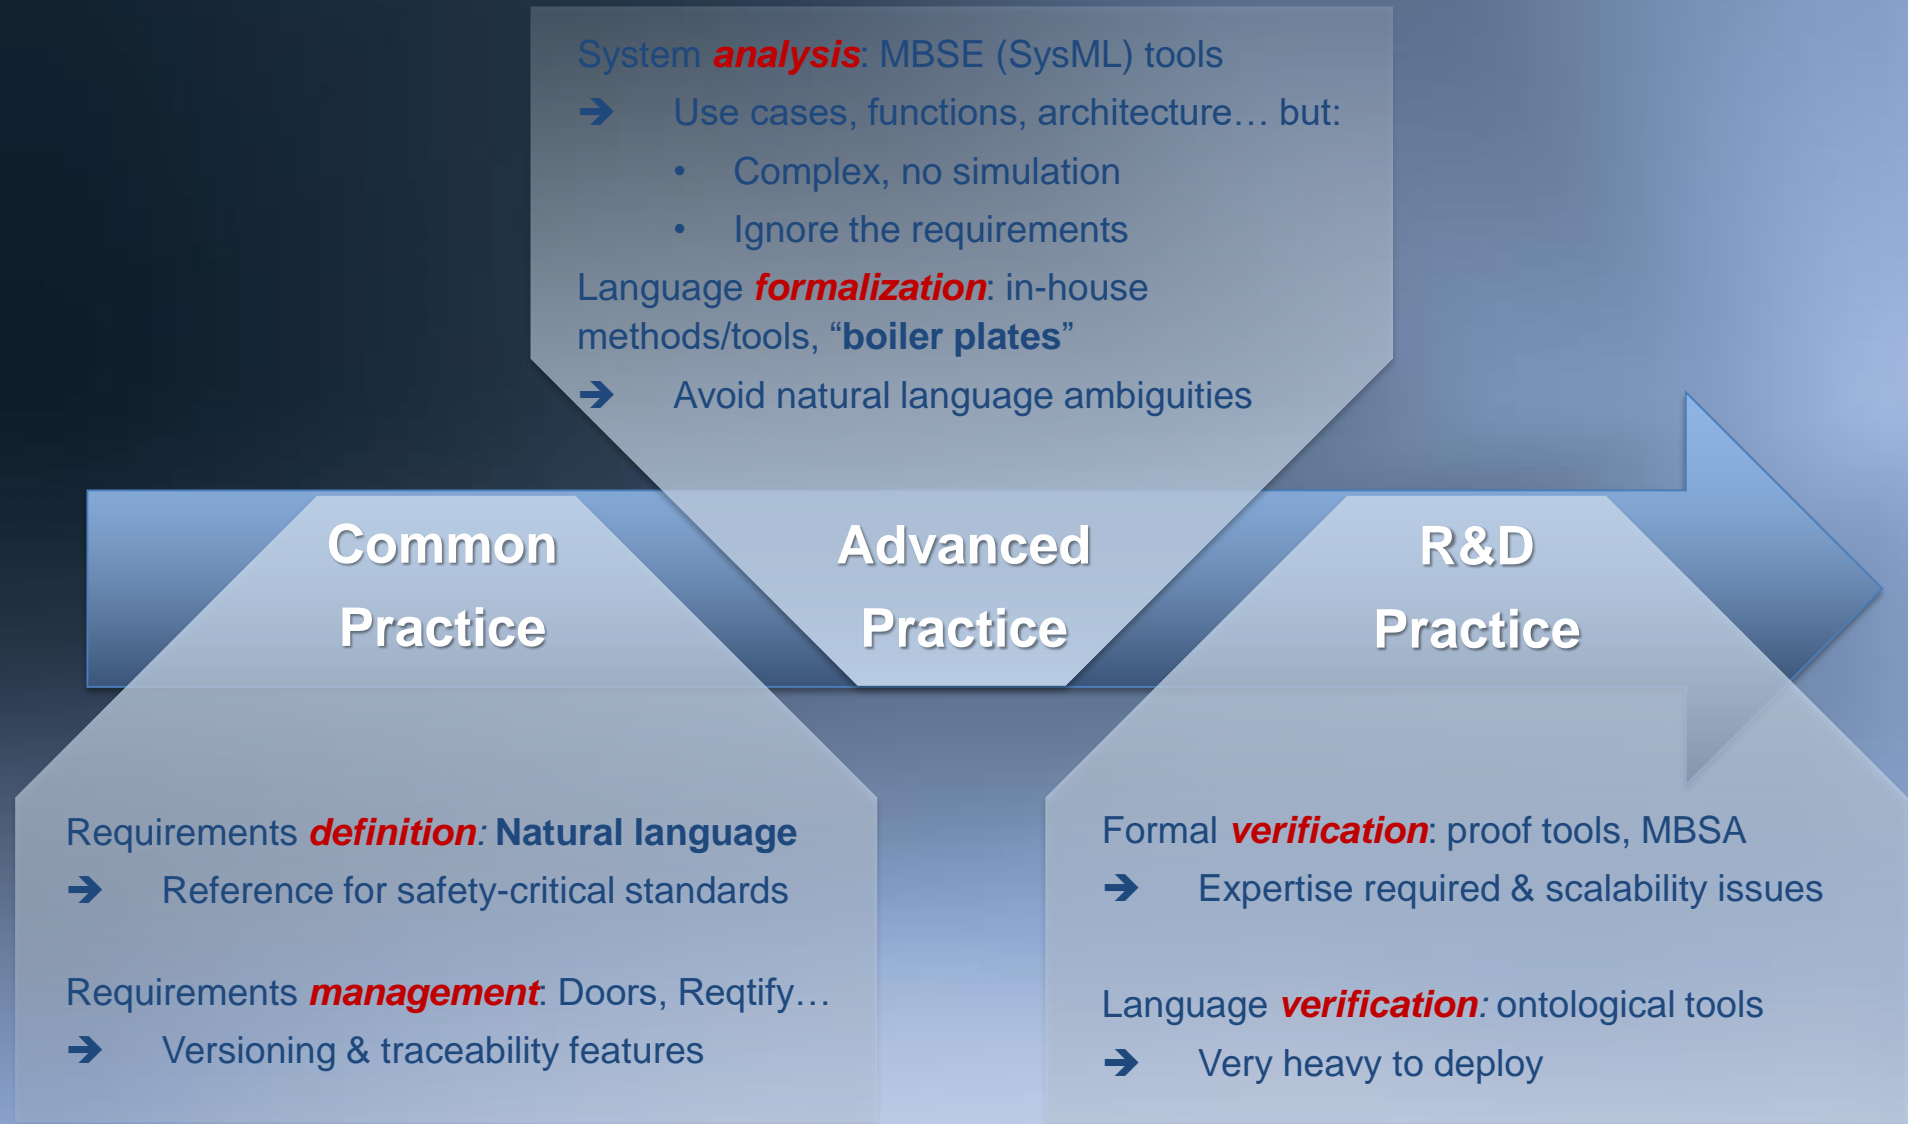 System analysis: MBSE (SysML) tools
➔ Use cases, functions, architecture… but:
• Complex, no simulation
• Ignore the requirements
Language formalization: in-house
methods/tools, “boiler plates”
➔ Avoid natural language ambiguities
Common
Practice
Advanced
Practice
R&D
Practice
Requirements definition: Natural language
➔ Reference for safety-critical standards
Requirements management: Doors, Reqtify…
➔ Versioning & traceability features
Formal verification: proof tools, MBSA
➔ Expertise required & scalability issues
Language verification: ontological tools
➔ Very heavy to deploy